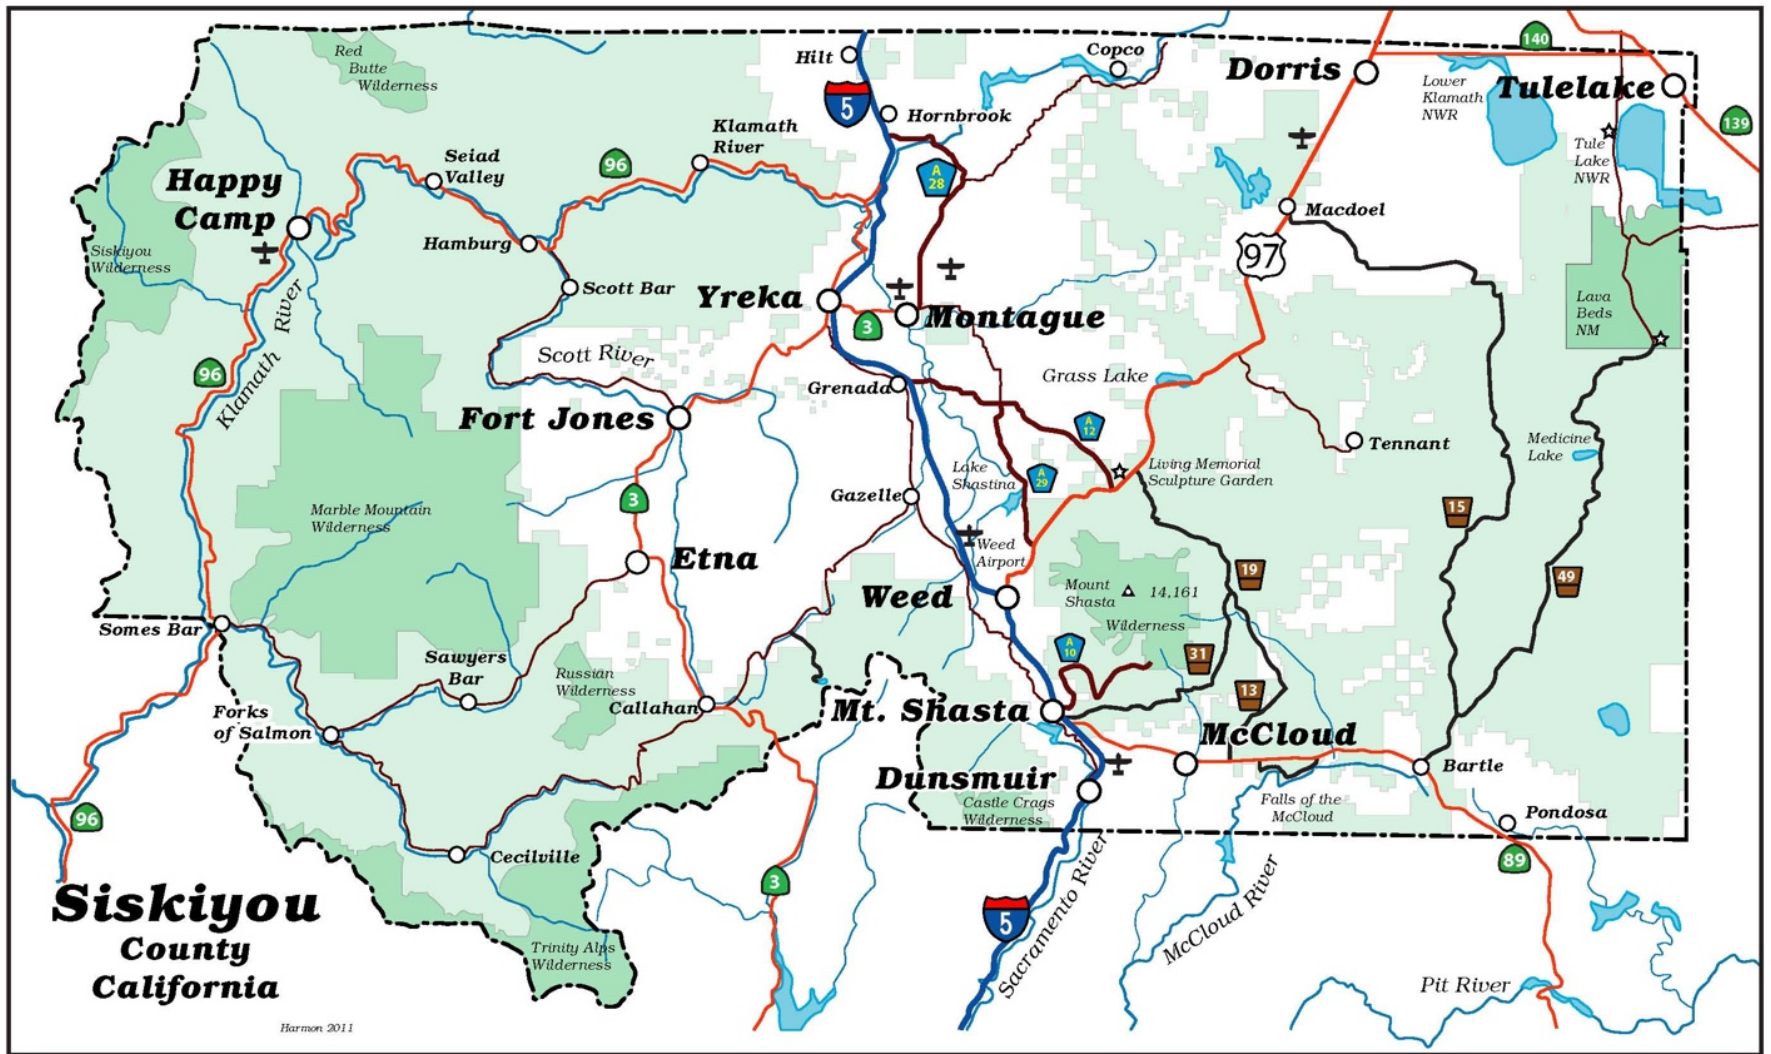 Red
Butte
Wilderness
Hilt
Copco
Dorris
140
Lower
Klamath
NWR
Tulelake
5
Hornbrook
139
Klamath
River
Seiad
Valley
96
Tule
Lake
NWR
A
28
Happy
Camp
Macdoel
Hamburg
Siskiyou
Wilderness
97
Scott Bar
Yreka
Montague
3
Lava
Beds
NM
Klamath River
Scott River
96
Grass Lake
Grenada
Fort Jones
A
12
Tennant
Medicine
Lake
Living Memorial
Sculpture Garden
Lake
Shastina
A
29
Gazelle
3
Marble Mountain
Wilderness
15
Weed
Airport
Etna
Mount
Shasta
14,161
Wilderness
19
49
Weed
Somes Bar
Sawyers
Bar
A
10
31
Russian
Wilderness
13
Callahan
Forks
of Salmon
Mt. Shasta
McCloud
Dunsmuir
Bartle
Castle Crags
Wilderness
Falls of the
McCloud
Pondosa
96
Cecilville
89
3
Siskiyou
County
California
5
Sacramento River
McCloud River
Trinity Alps
Wilderness
Pit River
Harmon 2011